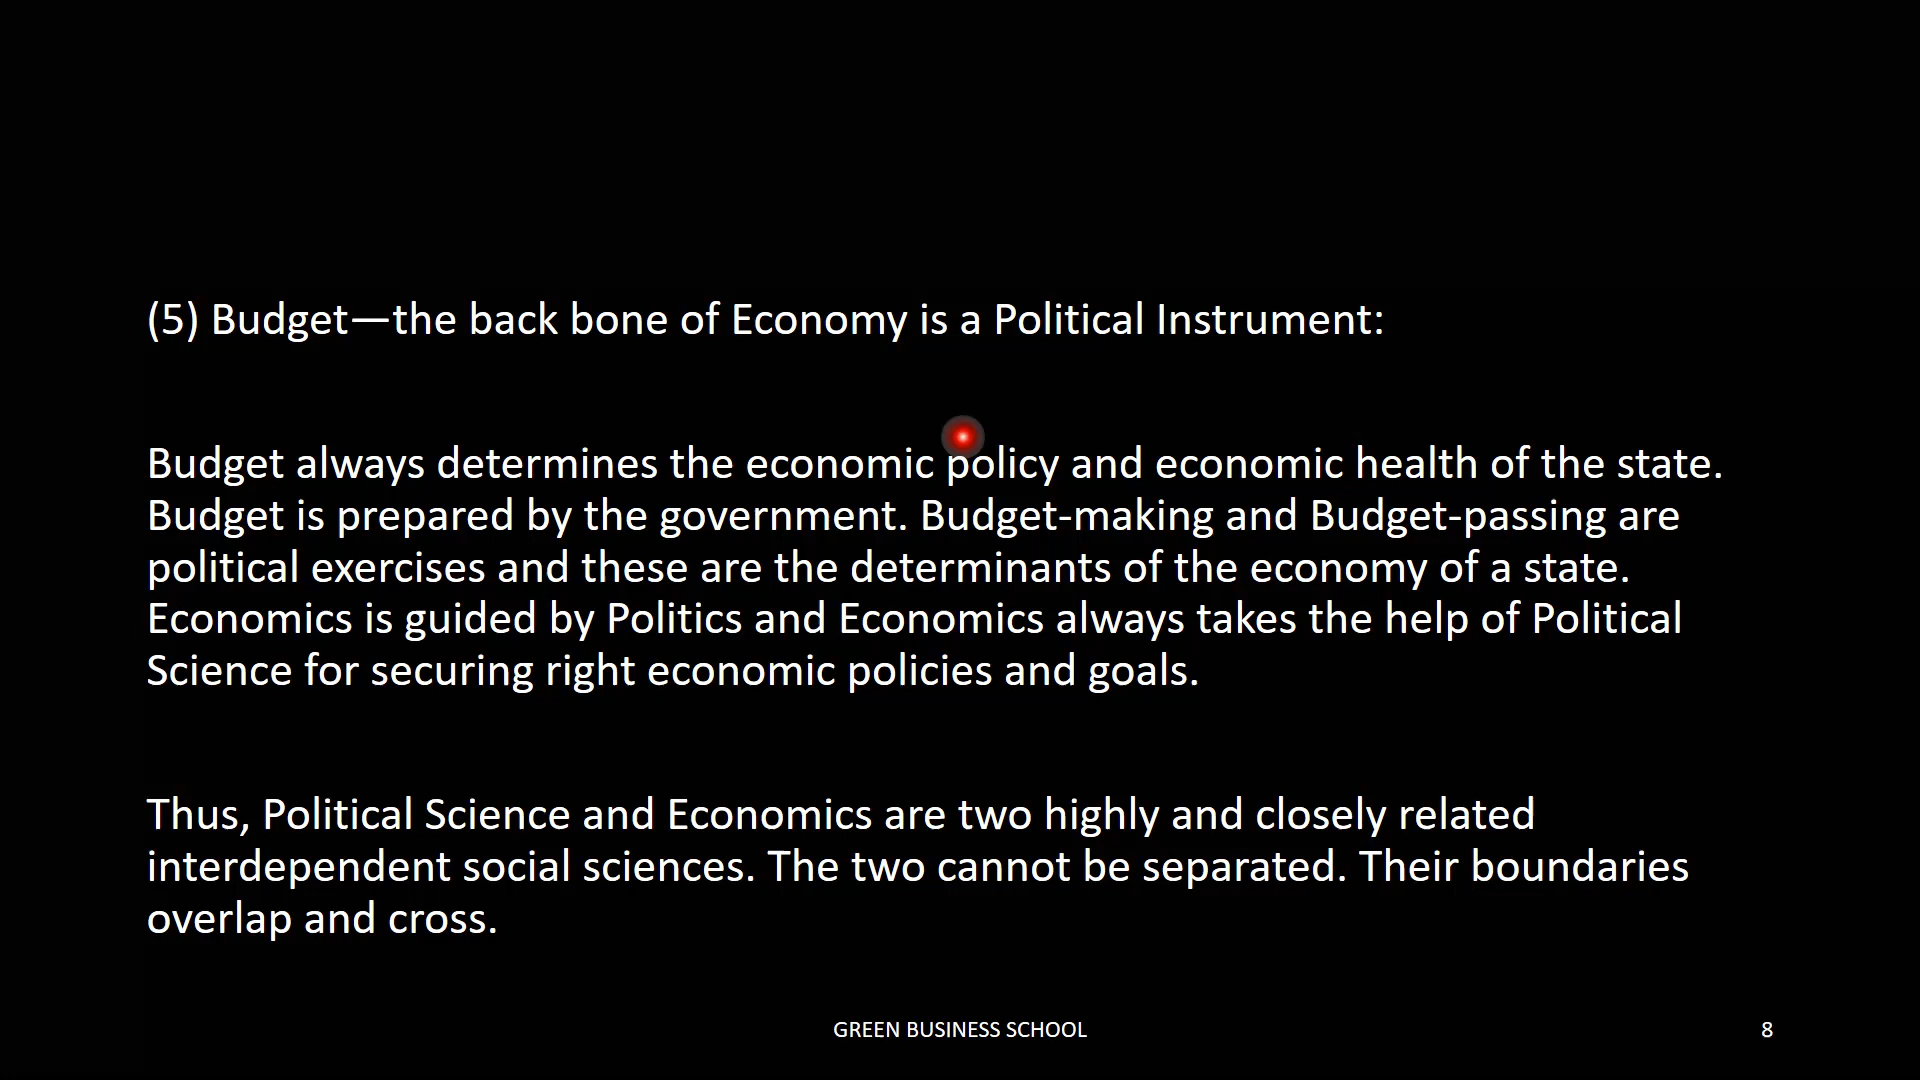 (5) Budget—the back bone of Economy is a Political Instrument:
Budget always determines the economic policy and economic health of the state.
Budget is prepared by the government. Budget-making and Budget-passing are
political exercises and these are the determinants of the economy of a state.
Economics is guided by Politics and Economics always takes the help of Political
Science for securing right economic policies and goals.
Thus, Political Science and Economics are two highly and closely related
interdependent social sciences. The two cannot be separated. Their boundaries
overlap and cross.
GREEN BUSINESS SCHOOL
8